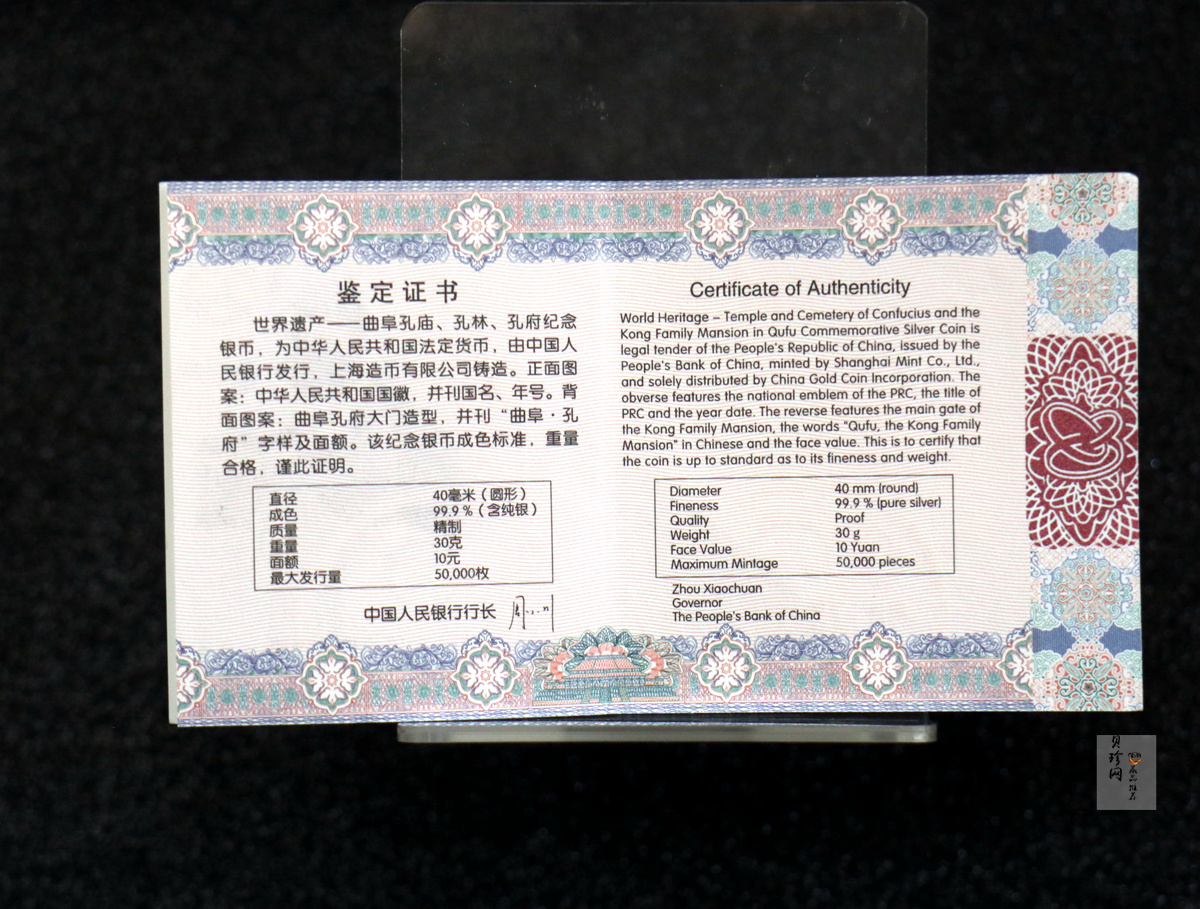 鉴定证书
世界遗产——曲阜孔庙、孔林、孔府纪念
银币，为中华人民共和国法定货币，由中国人
民银行发行，上海造币有限公司铸造。正面图
案：中华人民共和国国徽，并刊国名、年号。背
面图案：曲阜孔府大门造型，并刊“曲阜·孔
府”字样及面额。该纪念银币成色标准，重量
合格，谨此证明。
直径 40毫米（圆形）
成色 99.9％（含纯银）
质量 精制
重量 30克
面额 10元
最大发行量 50,000枚
中国人民银行行长
Certificate of Authenticity
World Heritage – Temple and Cemetery of Confucius and the
Kong Family Mansion in Qufu Commemorative Silver Coin is
legal tender of the People's Republic of China, issued by the
People's Bank of China, minted by Shanghai Mint Co., Ltd.,
and solely distributed by China Gold Coin Incorporation. The
obverse features the national emblem of the PRC, the title of
PRC and the year date. The reverse features the main gate of
the Kong Family Mansion, the words "Qufu, the Kong Family
Mansion" in Chinese and the face value. This is to certify that
the coin is up to standard as to its fineness and weight.
Diameter 40 mm (round)
Fineness 99.9 % (pure silver)
Quality Proof
Weight 30 g
Face Value 10 Yuan
Maximum Mintage 50,000 pieces
Zhou Xiaochuan
Governor
The People's Bank of China
贝珍网